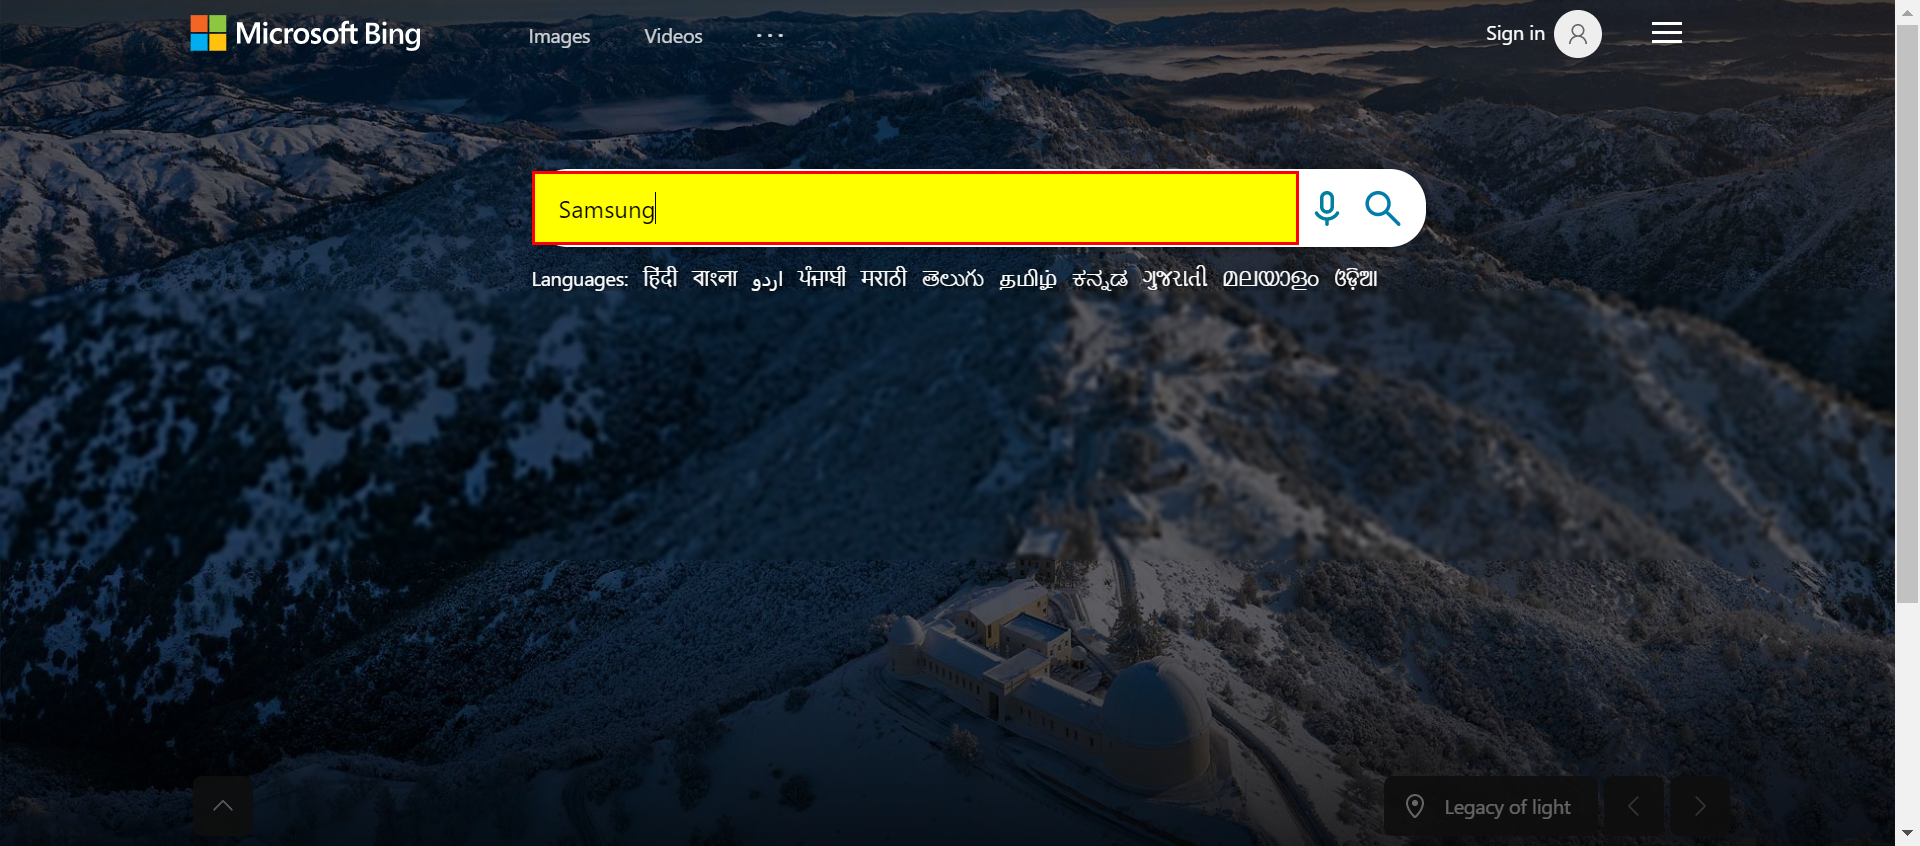 Microsoft Bing Images Videos ... Sign in
Samsung
Languages: हिंदी বাংলা اردو ਪੰਜਾਬੀ मराठी తెలుగు தமிழ் ಕನ್ನಡ ગુજરાતી മലയാളം ଓଡ଼ିଆ
Legacy of light